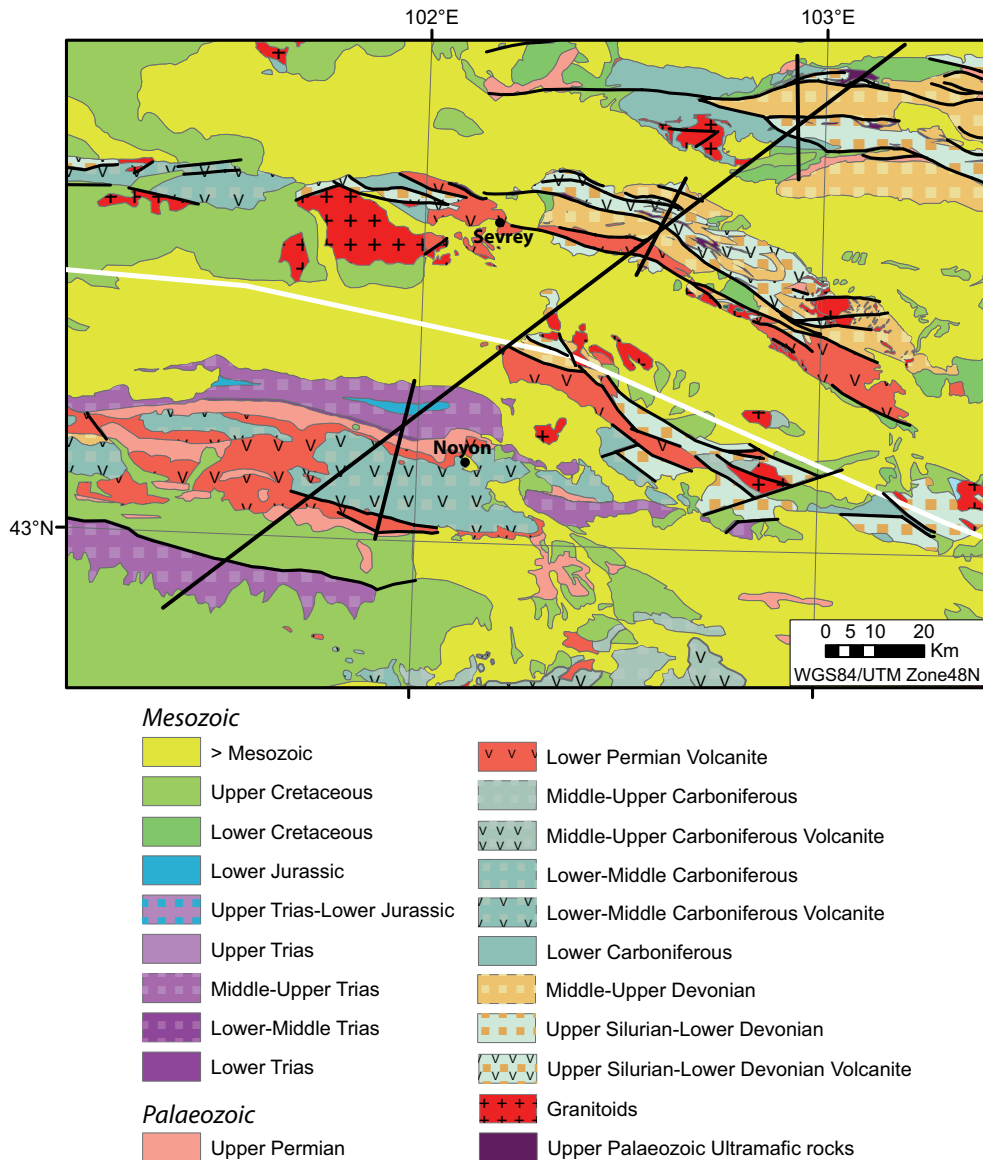 102°E 103°E
Sevrey
Noyon
43°N
0 5 10 20
Km
WGS84/UTM Zone48N
Mesozoic
> Mesozoic
Upper Cretaceous
Lower Cretaceous
Lower Jurassic
Upper Trias-Lower Jurassic
Upper Trias
Middle-Upper Trias
Lower-Middle Trias
Lower Trias
Palaeozoic
Upper Permian
Lower Permian Volcanite
Middle-Upper Carboniferous
Middle-Upper Carboniferous Volcanite
Lower-Middle Carboniferous
Lower-Middle Carboniferous Volcanite
Lower Carboniferous
Middle-Upper Devonian
Upper Silurian-Lower Devonian
Upper Silurian-Lower Devonian Volcanite
Granitoids
Upper Palaeozoic Ultramafic rocks